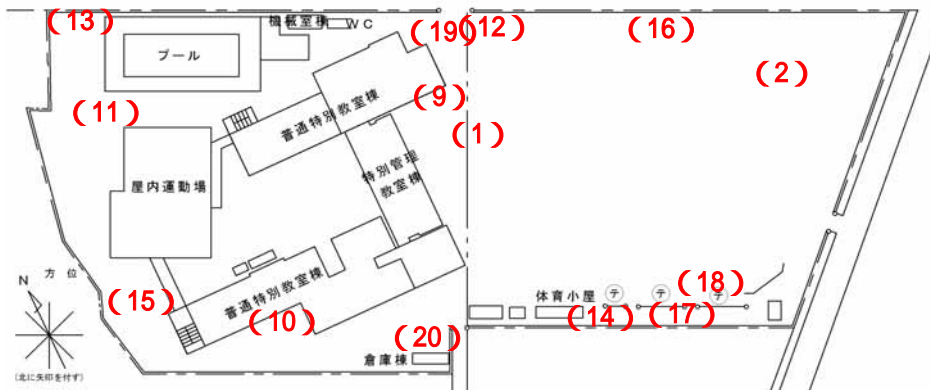 (13)
機械室棟
WC
(19)
(12)
(16)
プール
(2)
(9)
(11)
普通特別教室棟
(1)
特別管理
教室棟
屋内運動場
N
方位
(15)
普通特別教室棟
(10)
体育小屋
テ
テ
テ
(18)
(14)
(17)
(20)
倉庫棟
(北に矢印を付す)